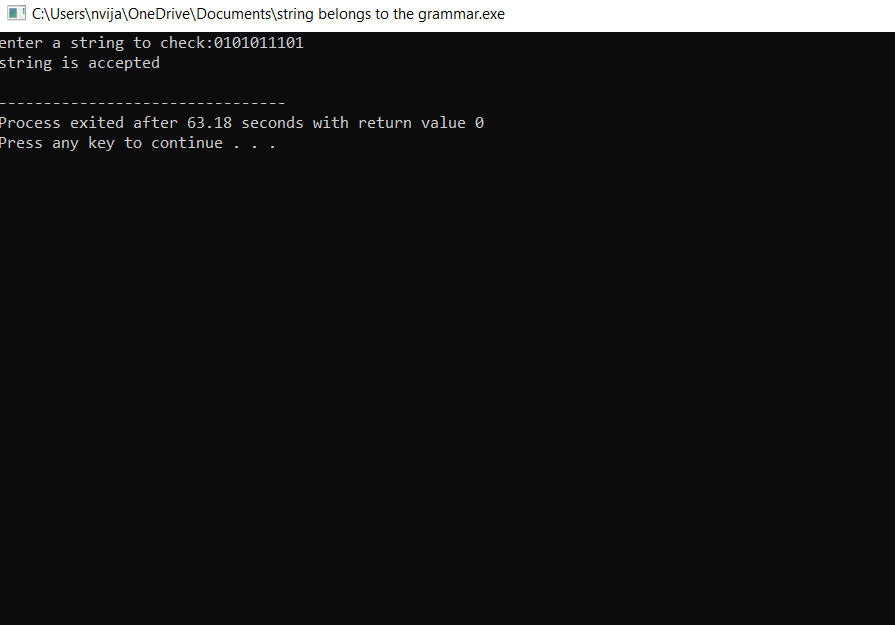 C:\Users\nvija\OneDrive\Documents\string belongs to the grammar.exe
enter a string to check:0101011101
string is accepted
--------------------------------
Process exited after 63.18 seconds with return value 0
Press any key to continue . . .